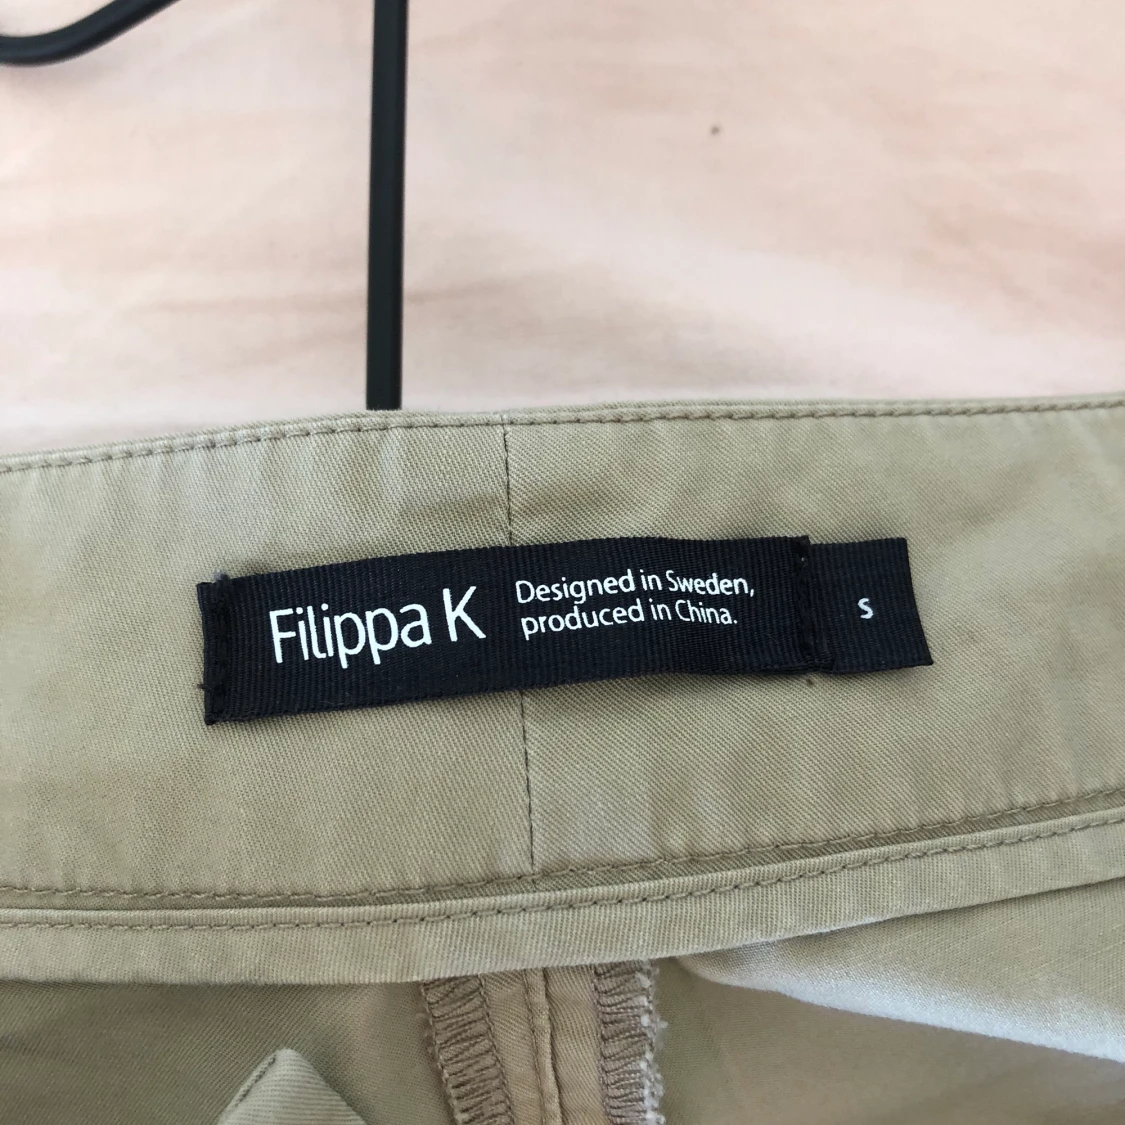 Filippa K
Designed in Sweden,
produced in China.
S